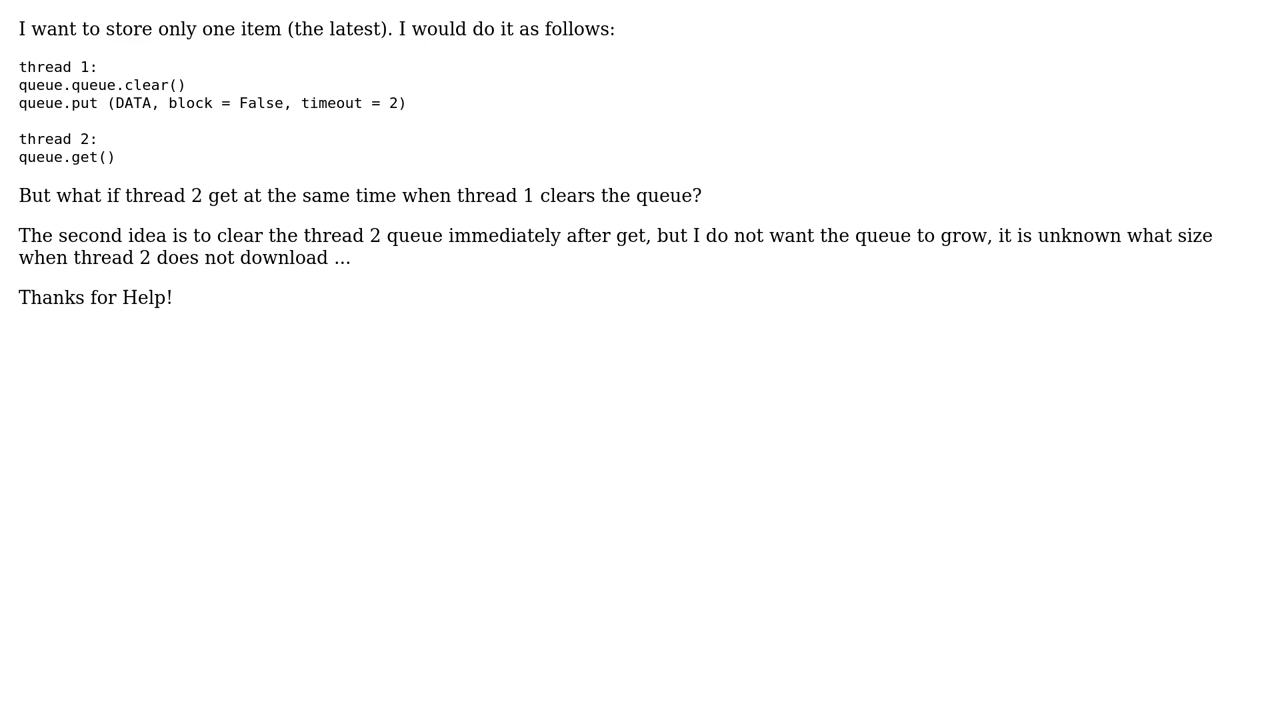 I want to store only one item (the latest). I would do it as follows:
thread 1:
queue.queue.clear()
queue.put (DATA, block = False, timeout = 2)
thread 2:
queue.get()
But what if thread 2 get at the same time when thread 1 clears the queue?
The second idea is to clear the thread 2 queue immediately after get, but I do not want the queue to grow, it is unknown what size
when thread 2 does not download ...
Thanks for Help!